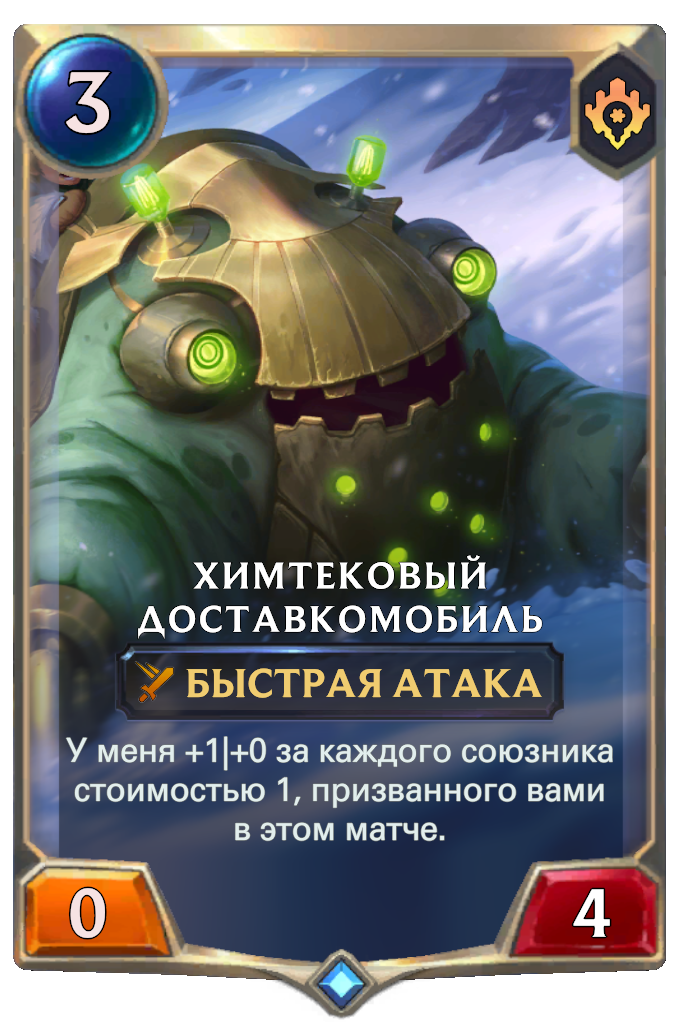 3
ХИМТЕКОВЫЙ
ДОСТАВКОМОБИЛЬ
БЫСТРАЯ АТАКА
У меня +1|+0 за каждого союзника
стоимостью 1, призванного вами
в этом матче.
0
4